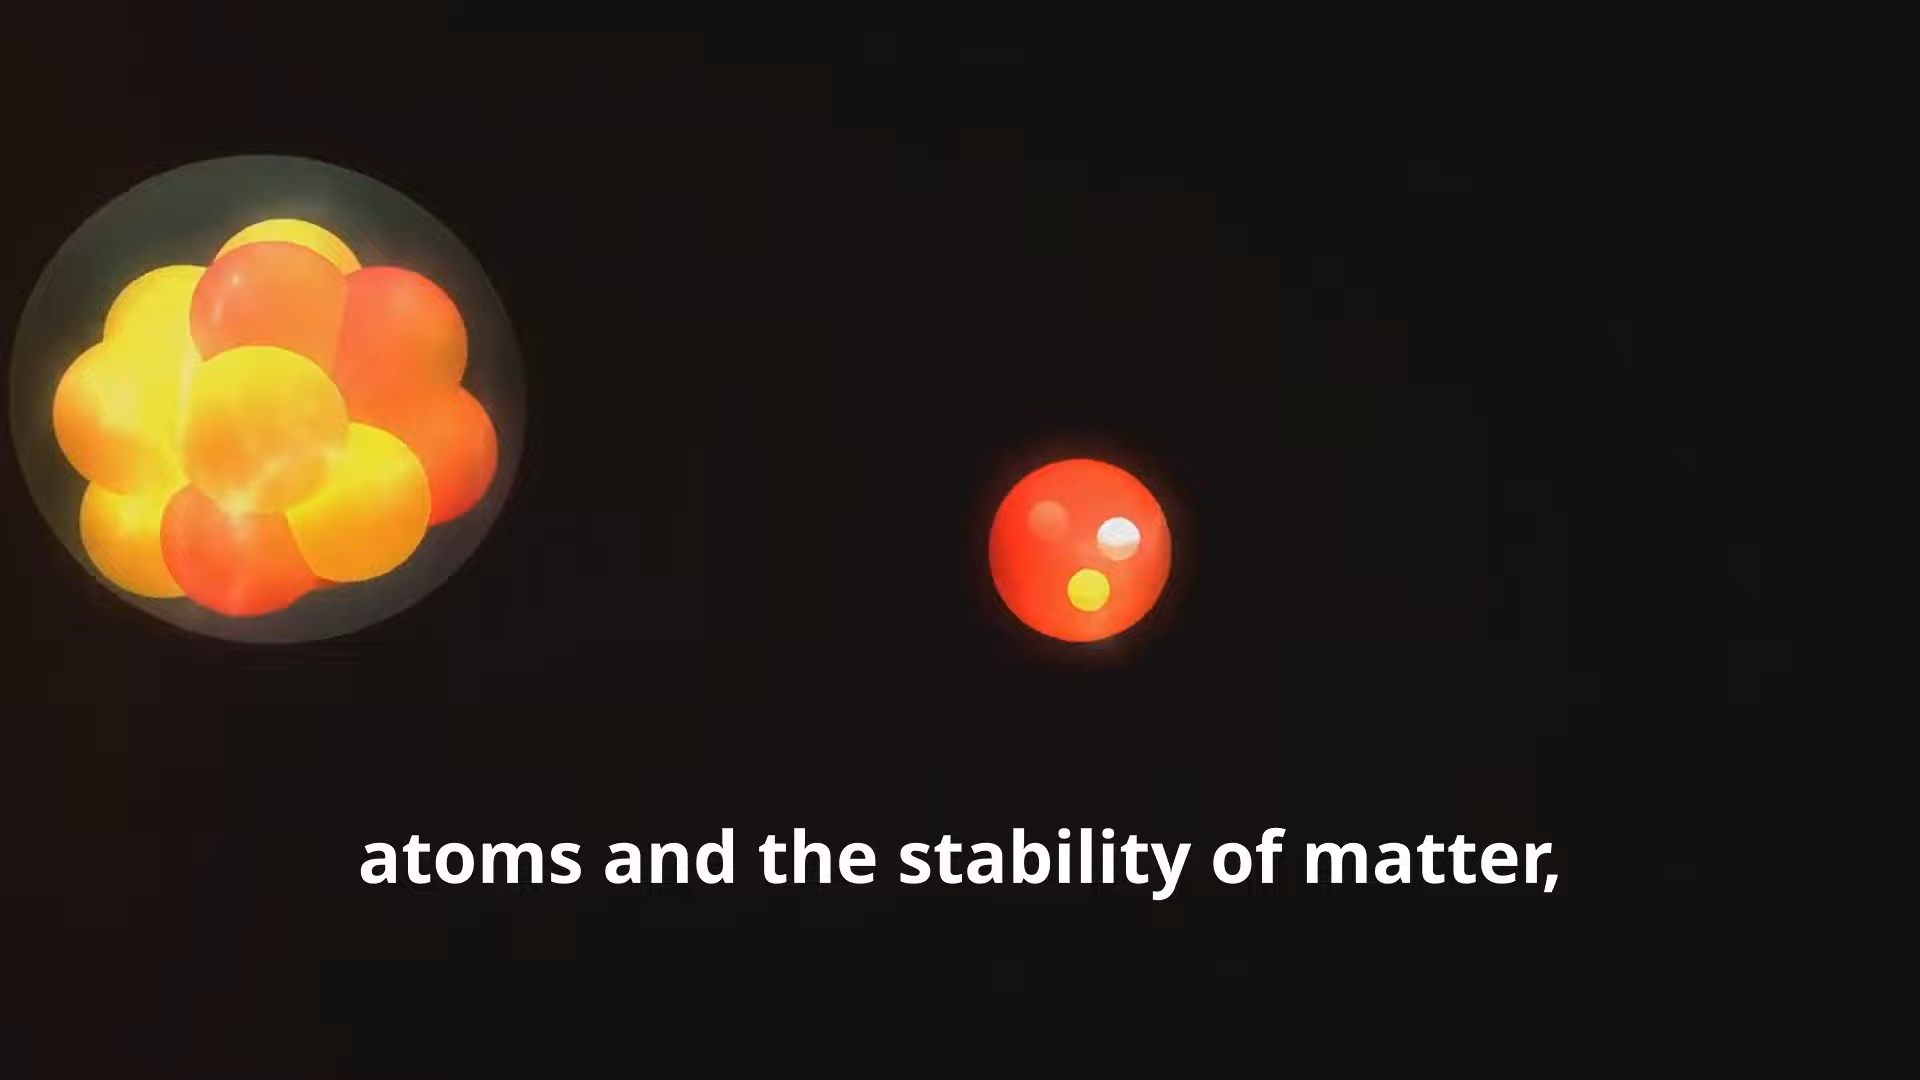 atoms and the stability of matter,